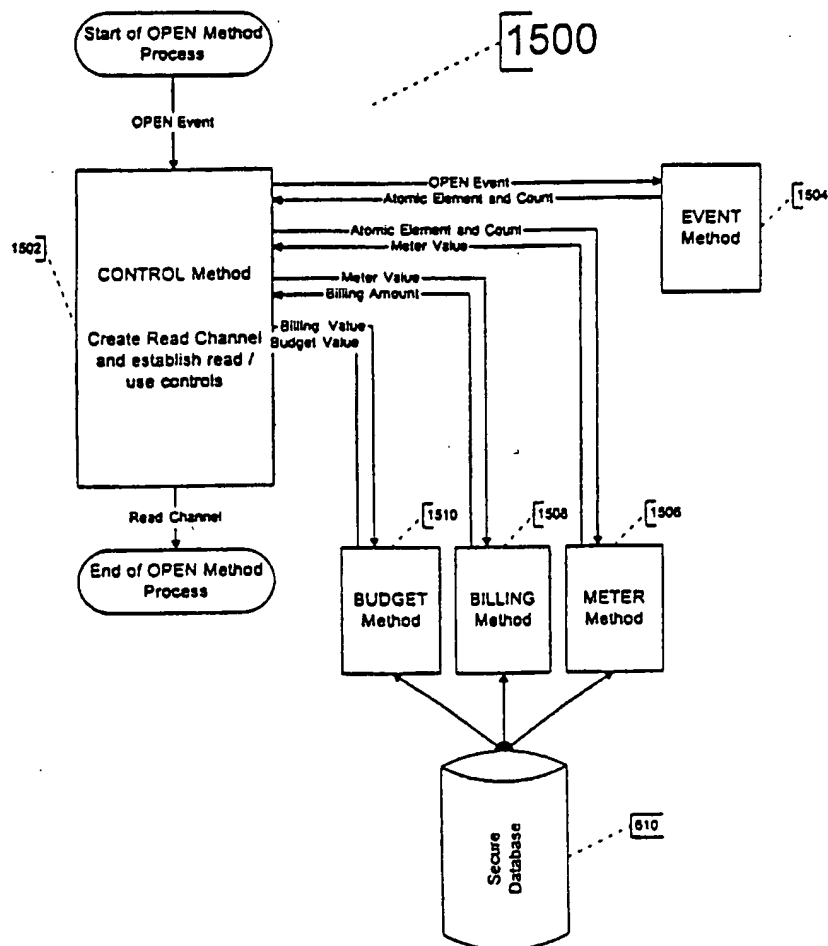 Start of OPEN Method
Process
1500
OPEN Event
OPEN Event
Atomic Element and Count
EVENT
Method
1504
Atomic Element and Count
Meter Value
1502
CONTROL Method
Meter Value
Billing Amount
Create Read Channel
and establish read /
use controls
Billing Value
Budget Value
Read Channel
1510
1508
1506
End of OPEN Method
Process
BUDGET
Method
BILLING
Method
METER
Method
Secure
Database
610